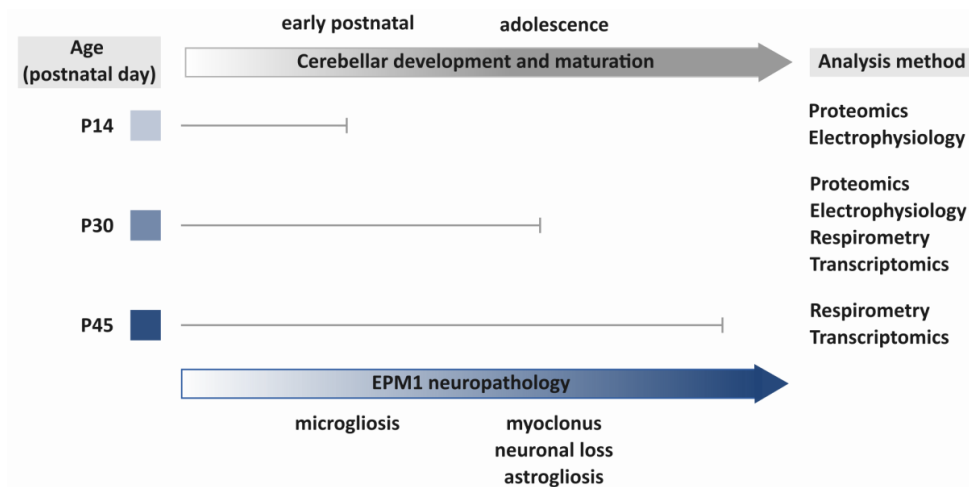 early postnatal
adolescence
Age
(postnatal day)
Cerebellar development and maturation
Analysis method
P14
Proteomics
Electrophysiology
P30
Proteomics
Electrophysiology
Respirometry
Transcriptomics
P45
Respirometry
Transcriptomics
EPM1 neuropathology
microgliosis
myoclonus
neuronal loss
astrogliosis